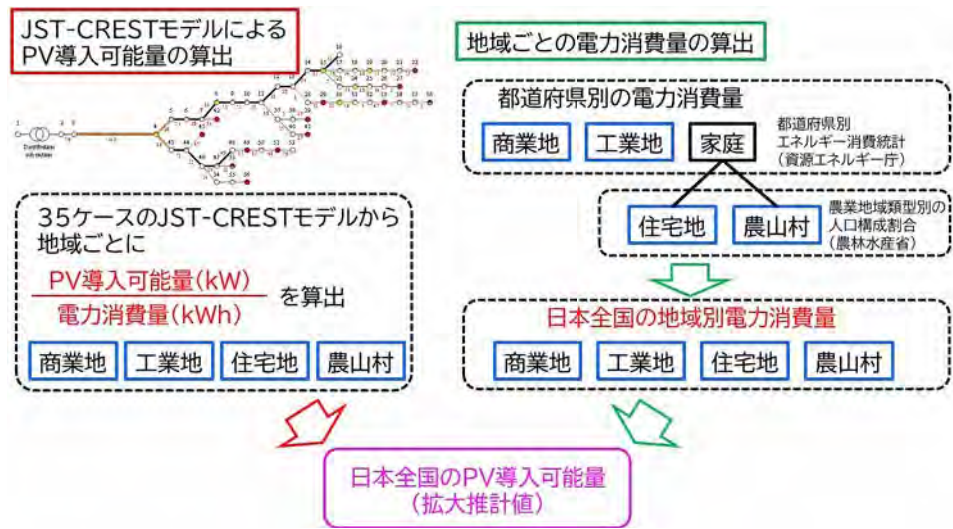 JST-CRESTモデルによる
PV導入可能量の算出
35ケースのJST-CRESTモデルから
地域ごとに
PV導入可能量(kW)
電力消費量(kWh)
を算出
商業地 工業地 住宅地 農山村
地域ごとの電力消費量の算出
都道府県別の電力消費量
商業地 工業地 家庭
都道府県別
エネルギー消費統計
(資源エネルギー庁)
住宅地 農山村
農業地域類型別の
人口構成割合
(農林水産省)
日本全国の地域別電力消費量
商業地 工業地 住宅地 農山村
日本全国のPV導入可能量
(拡大推計値)